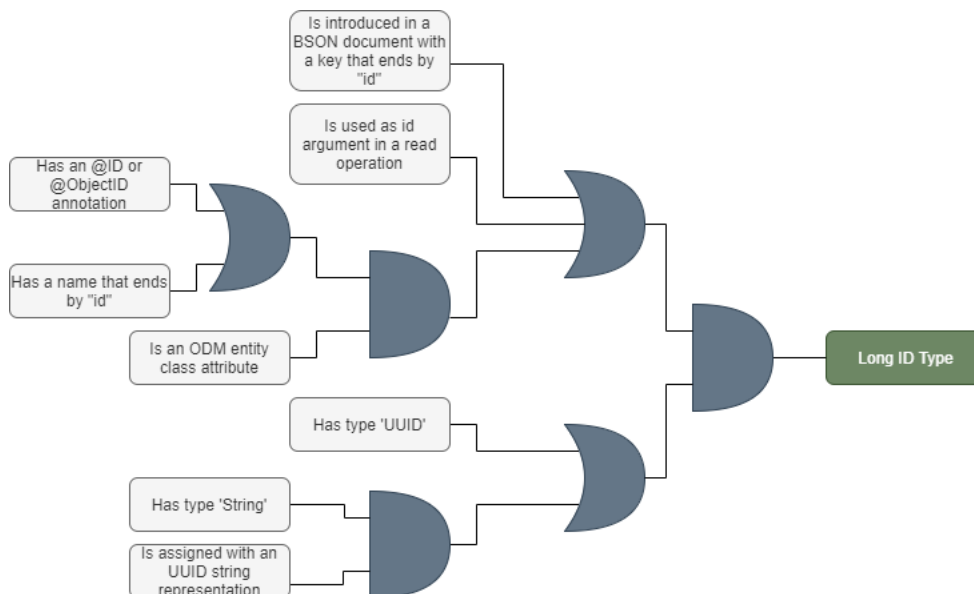 Is introduced in a
BSON document with
a key that ends by
"id"
Is used as id
argument in a read
operation
Has an @ID or
@ObjectID
annotation
Has a name that ends
by "id"
Is an ODM entity
class attribute
Long ID Type
Has type 'UUID'
Has type 'String'
Is assigned with an
UUID string
representation